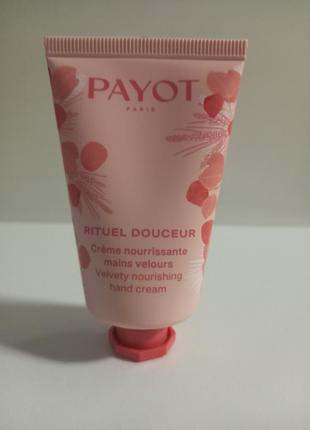 PAYOT
PARIS
RITUEL DOUCEUR
Crème nourrissante
mains velours
Velvety nourishing
hand cream